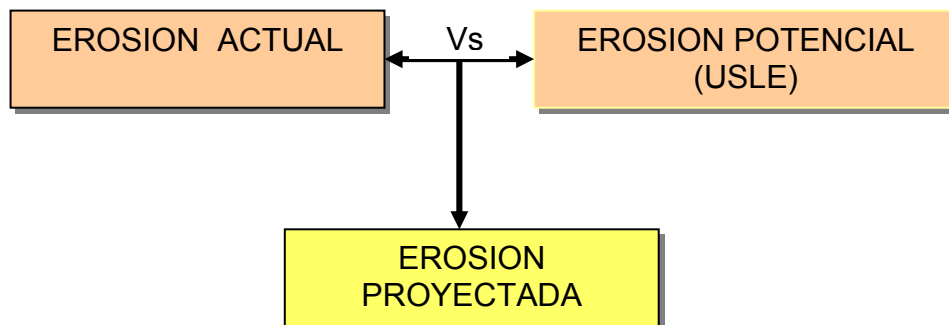 EROSION ACTUAL
Vs
EROSION POTENCIAL
(USLE)
EROSION
PROYECTADA